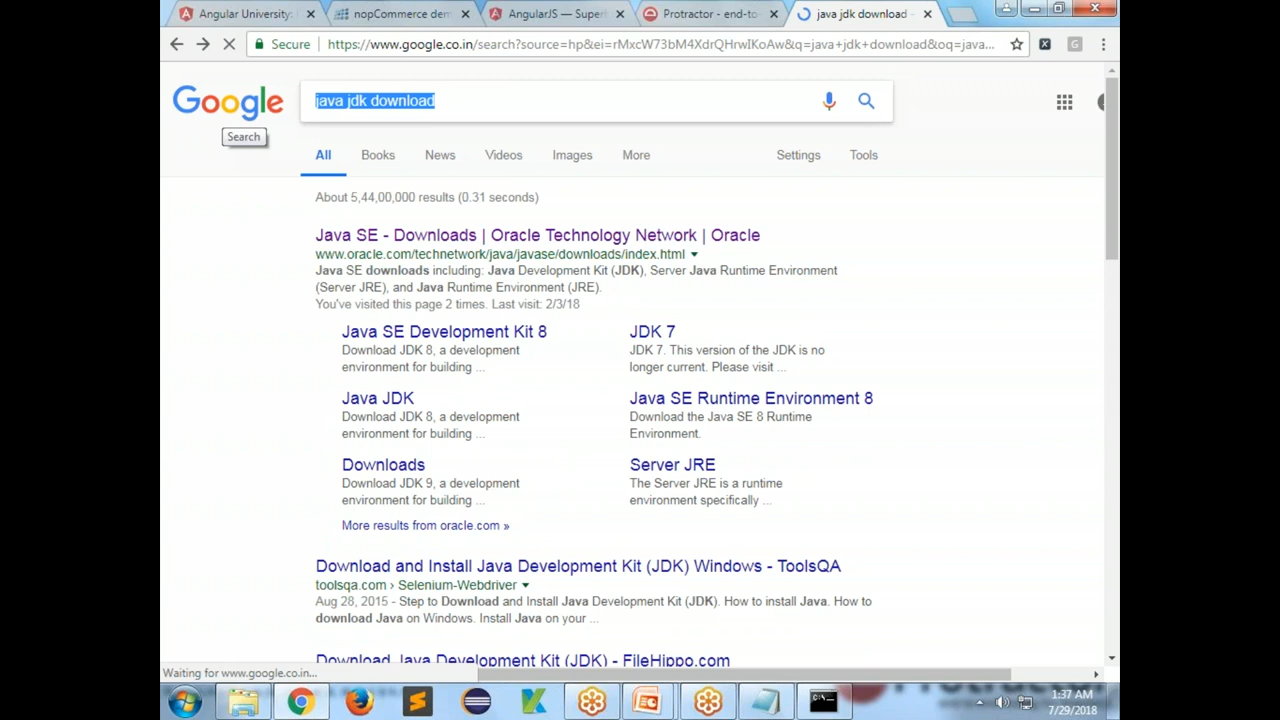 Angular University:
nopCommerce dem
AngularJS — Super
Protractor - end-to
java jdk download -
Secure
https://www.google.co.in/search?source=hp&ei=rMxcW73bM4XdrQHrwIKoAw&q=java+jdk+download&oq=java...
X
G
Google
java jdk download
Search
All
Books
News
Videos
Images
More
Settings
Tools
About 5,44,00,000 results (0.31 seconds)
Java SE - Downloads | Oracle Technology Network | Oracle
www.oracle.com/technetwork/java/javase/downloads/index.html
Java SE downloads including: Java Development Kit (JDK), Server Java Runtime Environment
(Server JRE), and Java Runtime Environment (JRE).
You've visited this page 2 times. Last visit: 2/3/18
Java SE Development Kit 8
Download JDK 8, a development
environment for building ...
JDK 7
JDK 7. This version of the JDK is no
longer current. Please visit ...
Java JDK
Download JDK 8, a development
environment for building ...
Java SE Runtime Environment 8
Download the Java SE 8 Runtime
Environment.
Downloads
Download JDK 9, a development
environment for building ...
Server JRE
The Server JRE is a runtime
environment specifically ...
More results from oracle.com »
Download and Install Java Development Kit (JDK) Windows - ToolsQA
toolsqa.com › Selenium-Webdriver
Aug 28, 2015 - Step to Download and Install Java Development Kit (JDK). How to install Java. How to
download Java on Windows. Install Java on your ...
Download Java Development Kit (JDK) - FileHippo.com
Waiting for www.google.co.in...
1:37 AM
7/29/2018